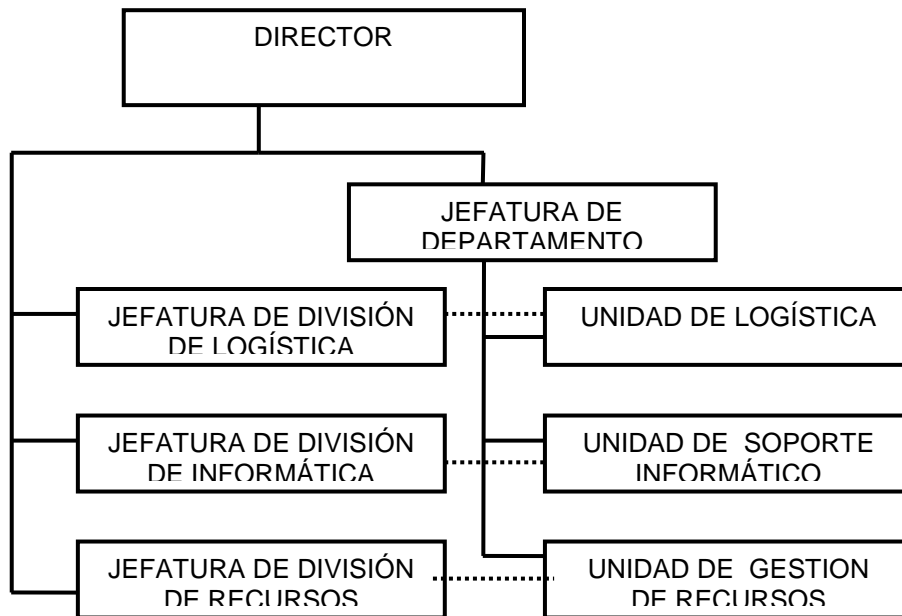 DIRECTOR
JEFATURA DE
DEPARTAMENTO
JEFATURA DE DIVISIÓN
DE LOGÍSTICA
UNIDAD DE LOGÍSTICA
JEFATURA DE DIVISIÓN
DE INFORMÁTICA
UNIDAD DE SOPORTE
INFORMÁTICO
JEFATURA DE DIVISIÓN
DE RECURSOS
UNIDAD DE GESTION
DE RECURSOS